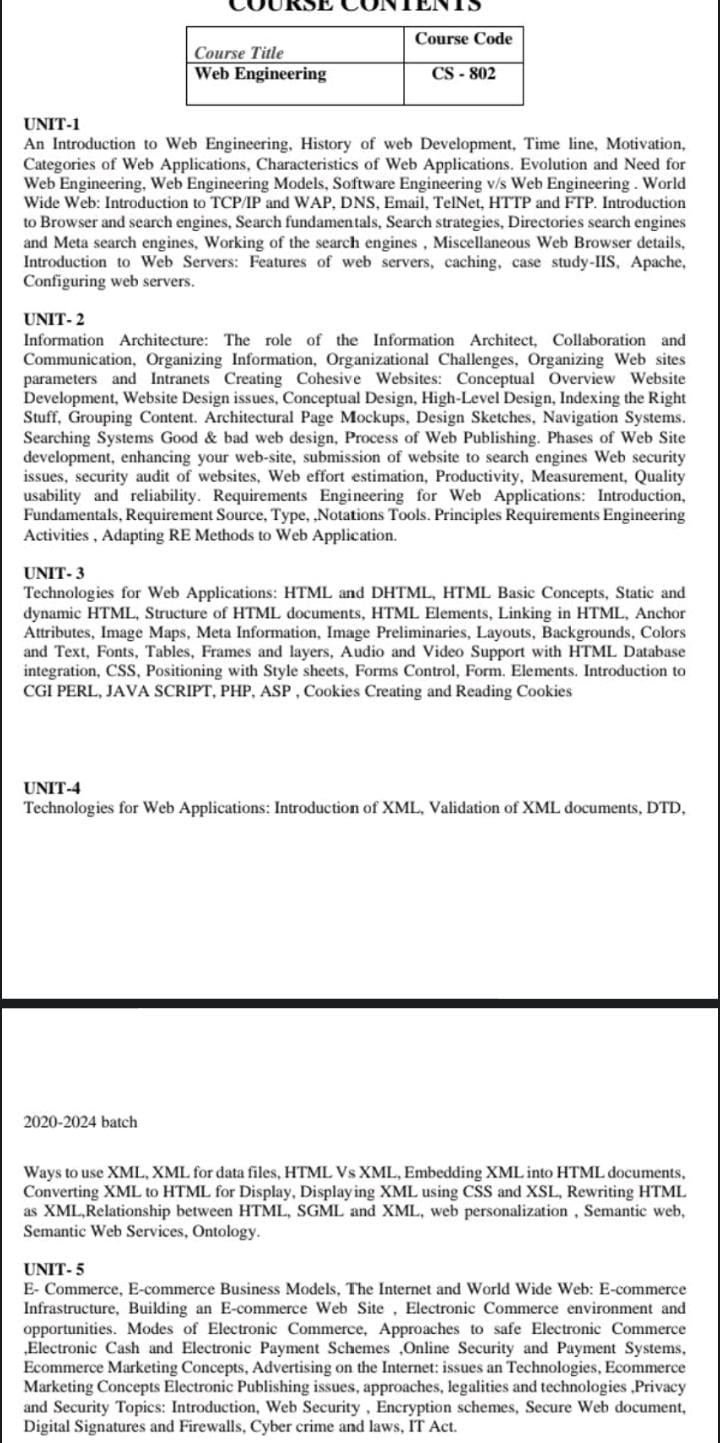 COURSE CONTENTS
Course Title
Course Code
Web Engineering
CS - 802
UNIT-1
An Introduction to Web Engineering, History of web Development, Time line, Motivation,
Categories of Web Applications, Characteristics of Web Applications. Evolution and Need for
Web Engineering, Web Engineering Models, Software Engineering v/s Web Engineering . World
Wide Web: Introduction to TCP/IP and WAP, DNS, Email, TelNet, HTTP and FTP. Introduction
to Browser and search engines, Search fundamentals, Search strategies, Directories search engines
and Meta search engines, Working of the search engines , Miscellaneous Web Browser details,
Introduction to Web Servers: Features of web servers, caching, case study-IIS, Apache,
Configuring web servers.
UNIT- 2
Information Architecture: The role of the Information Architect, Collaboration and
Communication, Organizing Information, Organizational Challenges, Organizing Web sites
parameters and Intranets Creating Cohesive Websites: Conceptual Overview Website
Development, Website Design issues, Conceptual Design, High-Level Design, Indexing the Right
Stuff, Grouping Content. Architectural Page Mockups, Design Sketches, Navigation Systems.
Searching Systems Good & bad web design, Process of Web Publishing. Phases of Web Site
development, enhancing your web-site, submission of website to search engines Web security
issues, security audit of websites, Web effort estimation, Productivity, Measurement, Quality
usability and reliability. Requirements Engineering for Web Applications: Introduction,
Fundamentals, Requirement Source, Type, ,Notations Tools. Principles Requirements Engineering
Activities , Adapting RE Methods to Web Application.
UNIT- 3
Technologies for Web Applications: HTML and DHTML, HTML Basic Concepts, Static and
dynamic HTML, Structure of HTML documents, HTML Elements, Linking in HTML, Anchor
Attributes, Image Maps, Meta Information, Image Preliminaries, Layouts, Backgrounds, Colors
and Text, Fonts, Tables, Frames and layers, Audio and Video Support with HTML Database
integration, CSS, Positioning with Style sheets, Forms Control, Form. Elements. Introduction to
CGI PERL, JAVA SCRIPT, PHP, ASP , Cookies Creating and Reading Cookies
UNIT-4
Technologies for Web Applications: Introduction of XML, Validation of XML documents, DTD,
2020-2024 batch
Ways to use XML, XML for data files, HTML Vs XML, Embedding XML into HTML documents,
Converting XML to HTML for Display, Displaying XML using CSS and XSL, Rewriting HTML
as XML,Relationship between HTML, SGML and XML, web personalization , Semantic web,
Semantic Web Services, Ontology.
UNIT- 5
E- Commerce, E-commerce Business Models, The Internet and World Wide Web: E-commerce
Infrastructure, Building an E-commerce Web Site , Electronic Commerce environment and
opportunities. Modes of Electronic Commerce, Approaches to safe Electronic Commerce
,Electronic Cash and Electronic Payment Schemes ,Online Security and Payment Systems,
Ecommerce Marketing Concepts, Advertising on the Internet: issues an Technologies, Ecommerce
Marketing Concepts Electronic Publishing issues, approaches, legalities and technologies ,Privacy
and Security Topics: Introduction, Web Security , Encryption schemes, Secure Web document,
Digital Signatures and Firewalls, Cyber crime and laws, IT Act.